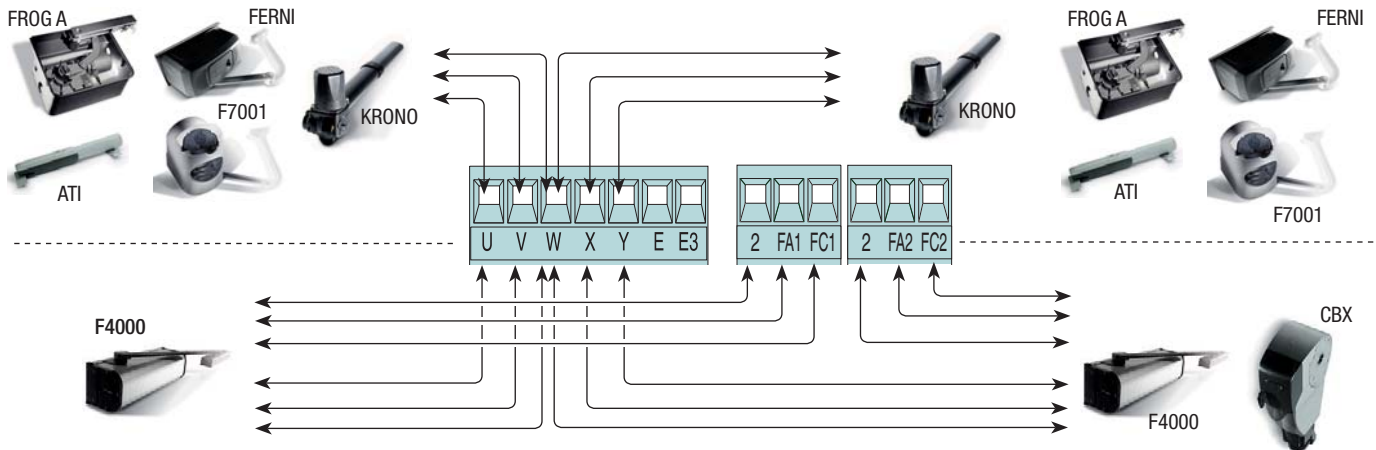 FROG A
FERNI
F7001
KRONO
ATI
KRONO
FROG A
FERNI
ATI
F7001
U V W X Y E E3
2 FA1 FC1
2 FA2 FC2
F4000
F4000
CBX